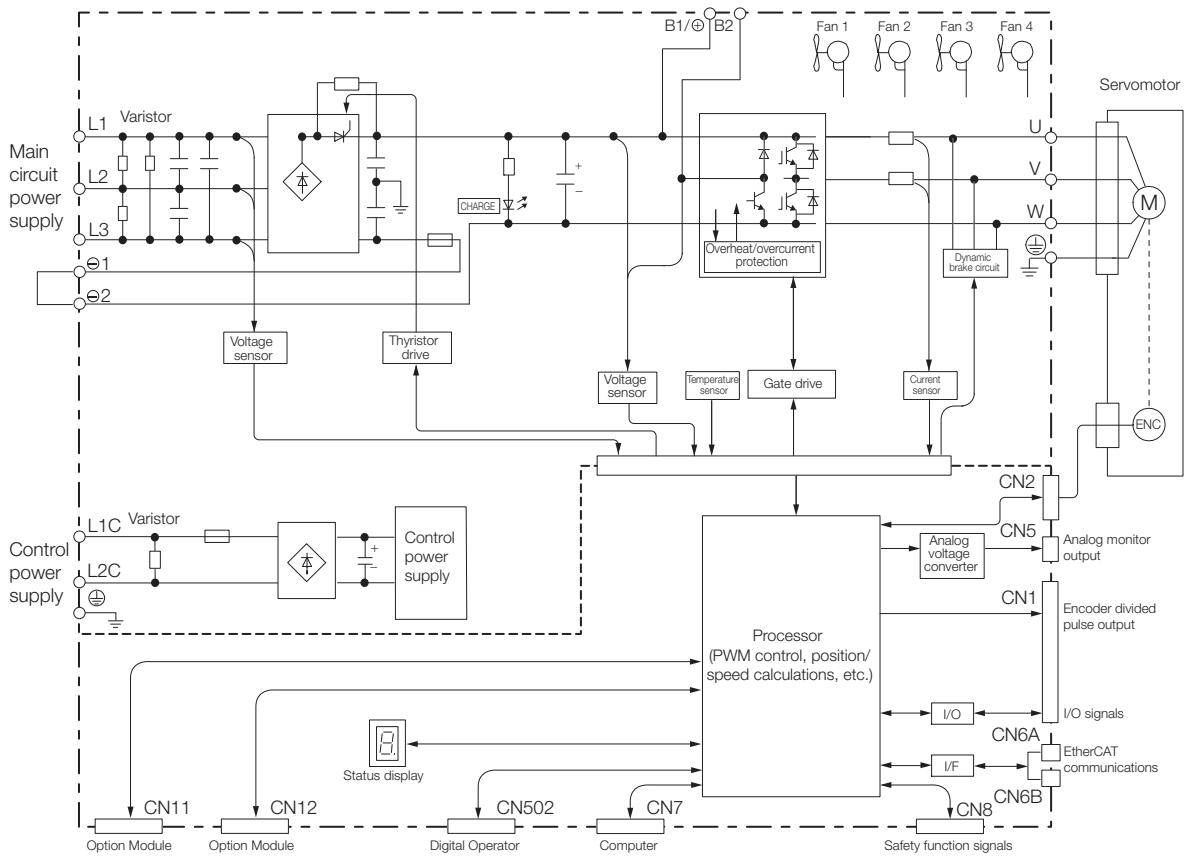 B1/⊕ B2
Fan 1 Fan 2 Fan 3 Fan 4
Servomotor
Main
circuit
power
supply
L1
Varistor
L2
L3
⊖1
⊖2
CHARGE
+
−
Overheat/overcurrent
protection
U
V
W
M
Dynamic
brake circuit
Voltage
sensor
Thyristor
drive
Voltage
sensor
Temperature
sensor
Gate drive
Current
sensor
ENC
Control
power
supply
L1C
Varistor
L2C
+
−
Control
power
supply
CN2
CN5
Analog
voltage
converter
Analog monitor
output
CN1
Encoder divided
pulse output
Processor
(PWM control, position/
speed calculations, etc.)
I/O
I/O signals
CN6A
I/F
EtherCAT
communications
CN6B
Status display
CN11
Option Module
CN12
Option Module
CN502
Digital Operator
CN7
Computer
CN8
Safety function signals